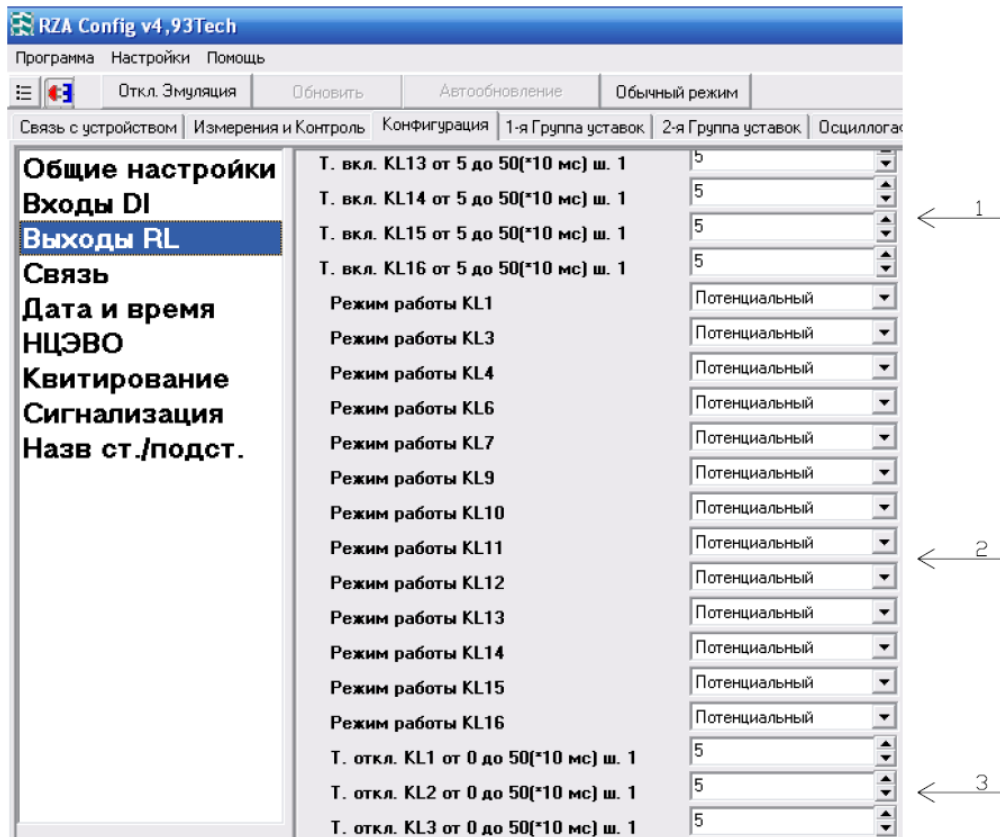 RZA Config v4,93Tech
Программа Настройки Помощь
Откл. Эмуляция Обновить Автообновление Обычный режим
Связь с устройством Измерения и Контроль Конфигурация 1-я Группа уставок 2-я Группа уставок
Общие настройки
Входы DI
Выходы RL
Связь
Дата и время
НЦЭВО
Квитирование
Сигнализация
Назв ст./подст.
Т. вкл. KL13 от 5 до 50(*10 мс) ш. 1 5
Т. вкл. KL14 от 5 до 50(*10 мс) ш. 1 5
Т. вкл. KL15 от 5 до 50(*10 мс) ш. 1 5
Т. вкл. KL16 от 5 до 50(*10 мс) ш. 1 5
Режим работы KL1 Потенциальный
Режим работы KL3 Потенциальный
Режим работы KL4 Потенциальный
Режим работы KL6 Потенциальный
Режим работы KL7 Потенциальный
Режим работы KL9 Потенциальный
Режим работы KL10 Потенциальный
Режим работы KL11 Потенциальный
Режим работы KL12 Потенциальный
Режим работы KL13 Потенциальный
Режим работы KL14 Потенциальный
Режим работы KL15 Потенциальный
Режим работы KL16 Потенциальный
Т. откл. KL1 от 0 до 50(*10 мс) ш. 1 5
Т. откл. KL2 от 0 до 50(*10 мс) ш. 1 5
Т. откл. KL3 от 0 до 50(*10 мс) ш. 1 5
1
2
3